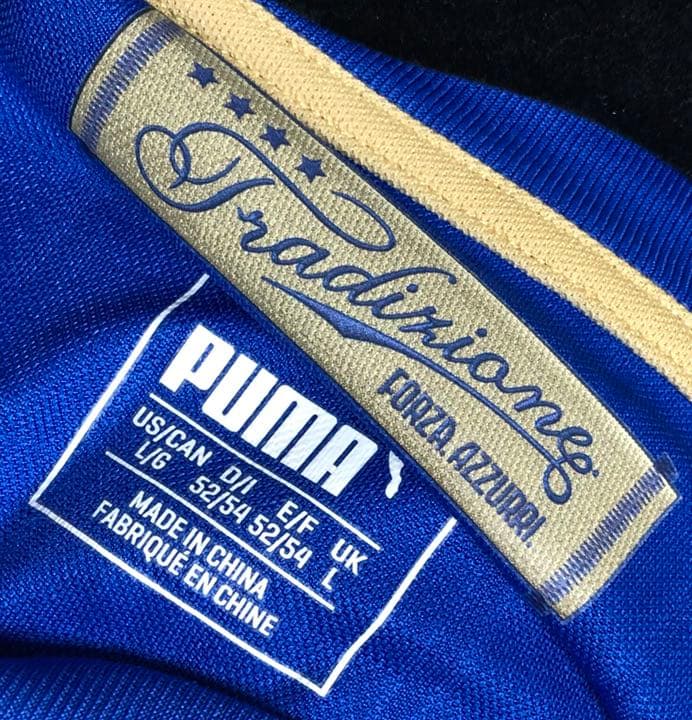 Tradizione
FORZA AZZURRI
PUMA
US/CAN D/I E/F UK
L/G 52/54 52/54 L
MADE IN CHINA
FABRIQUÉ EN CHINE